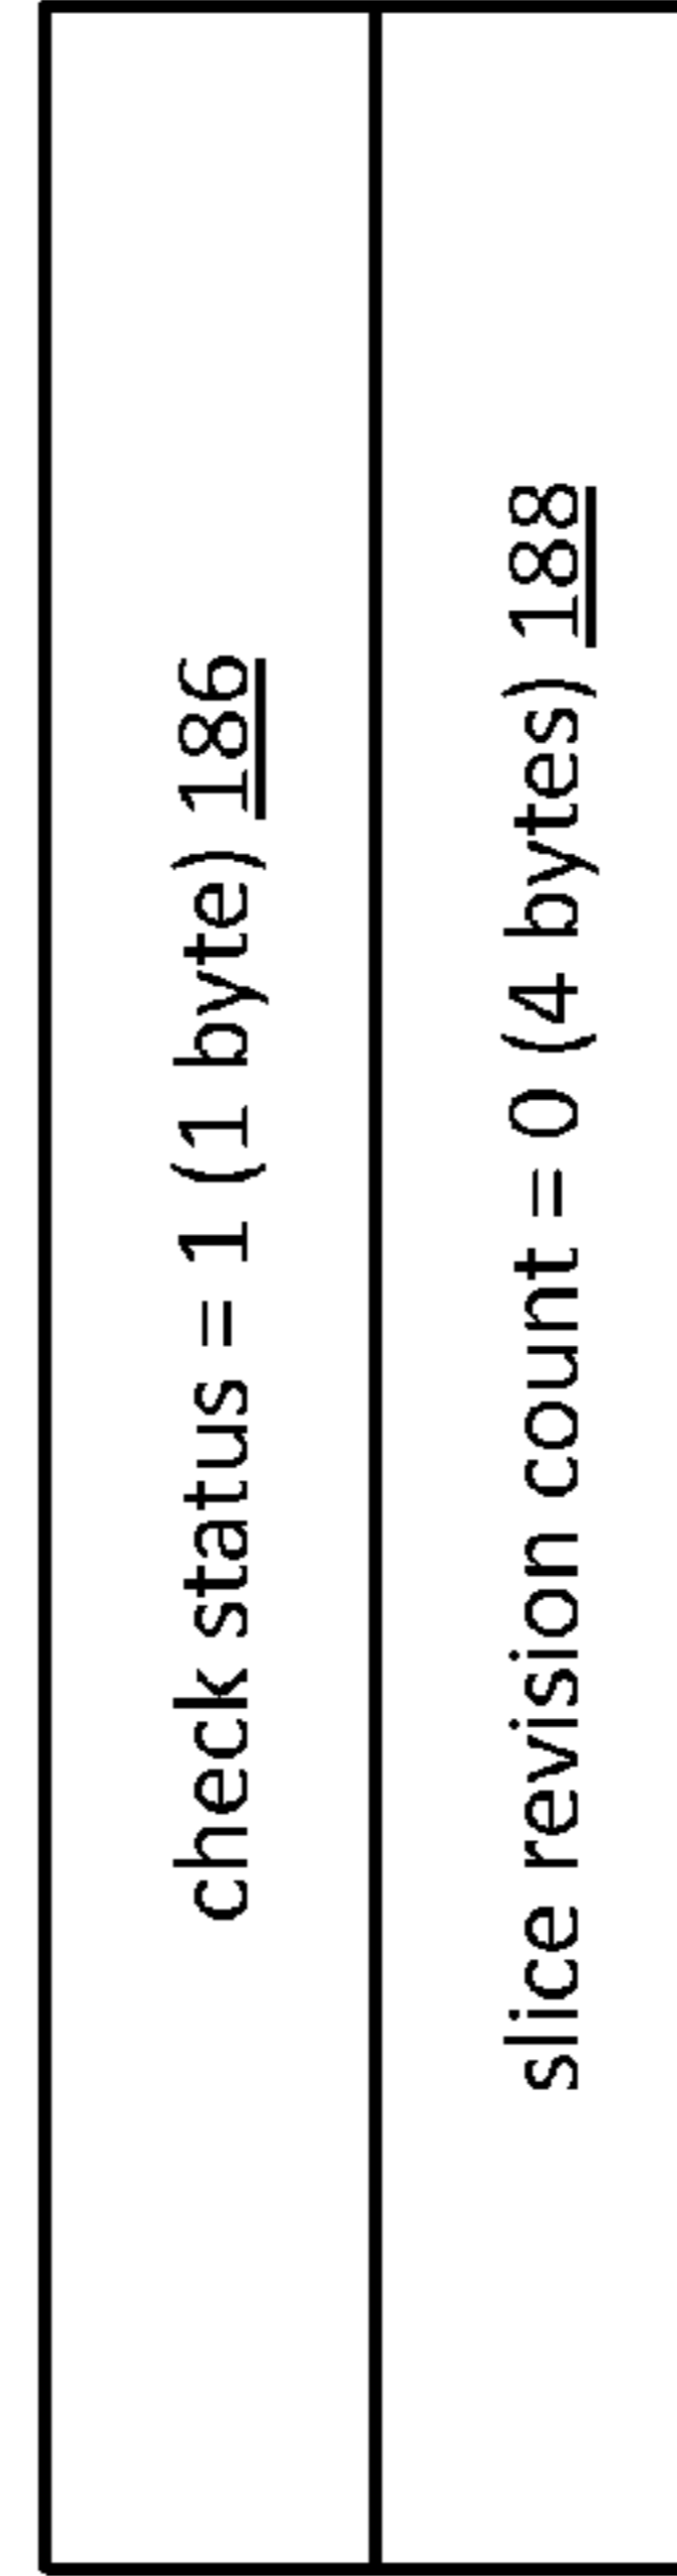 check status = 1 (1 byte) 186
slice revision count = 0 (4 bytes) 188